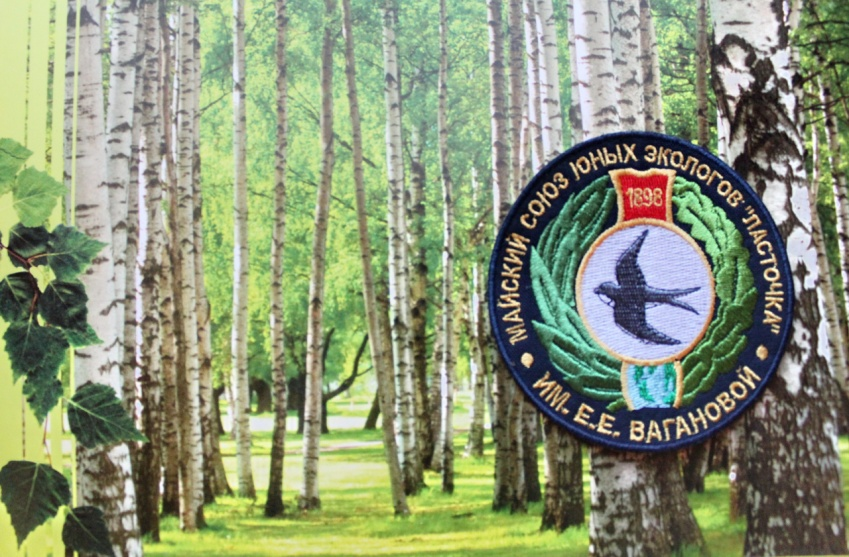 МАЙСКИЙ СОЮЗ ЮНЫХ ЭКОЛОГОВ "ЛАСТОЧКА"
1898
ИМ. Е.Е. ВАГАНОВОЙ